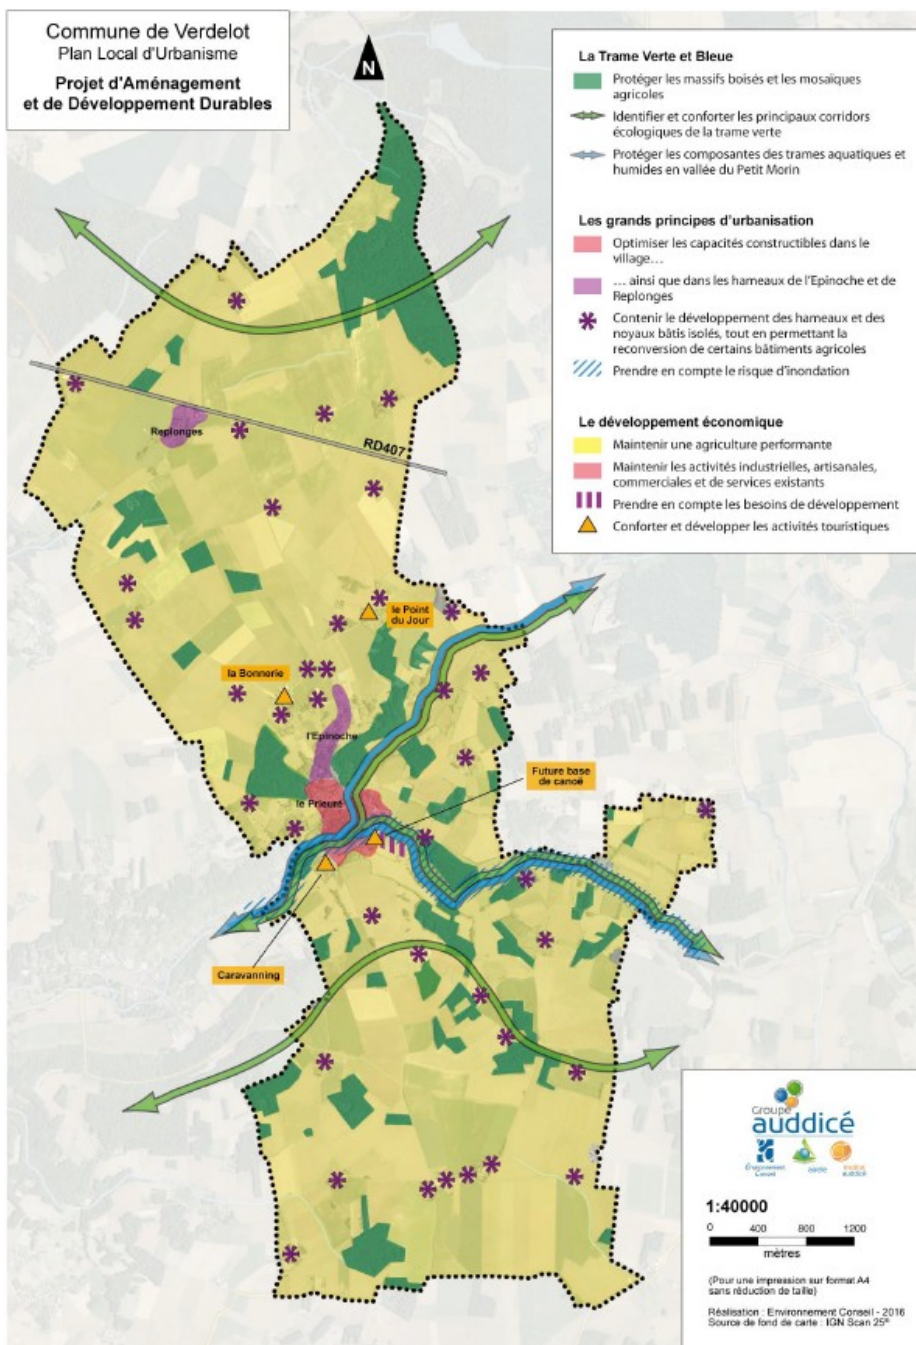 Commune de Verdelot
Plan Local d'Urbanisme
Projet d'Aménagement
et de Développement Durables
N
La Trame Verte et Bleue
Protéger les massifs boisés et les mosaïques
agricoles
Identifier et conforter les principaux corridors
écologiques de la trame verte
Protéger les composantes des trames aquatiques et
humides en vallée du Petit Morin
Les grands principes d'urbanisation
Optimiser les capacités constructibles dans le
village…
… ainsi que dans les hameaux de l'Epinoche et de
Replonges
Contenir le développement des hameaux et des
noyaux bâtis isolés, tout en permettant la
reconversion de certains bâtiments agricoles
Prendre en compte le risque d'inondation
Le développement économique
Maintenir une agriculture performante
Maintenir les activités industrielles, artisanales,
commerciales et de services existants
Prendre en compte les besoins de développement
Conforter et développer les activités touristiques
Replonges
RD407
le Point
du Jour
la Bonnerie
l'Epinoche
Future base
de canoë
le Prieuré
Caravanning
Groupe
auddicé
Environnement
Conseil
institut
auddicé
1:40000
0 400 800 1200
mètres
(Pour une impression sur format A4
sans réduction de taille)
Réalisation : Environnement Conseil - 2016
Source de fond de carte : IGN Scan 25®